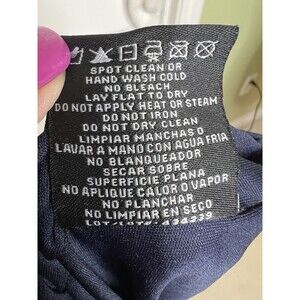 SPOT CLEAN OR
HAND WASH COLD
NO BLEACH
LAY FLAT TO DRY
DO NOT APPLY HEAT OR STEAM
DO NOT IRON
DO NOT DRY CLEAN
LIMPIAR MANCHAS O
LAVAR A MANO CON AGUA FRIA
NO BLANQUEADOR
SECAR SOBRE
SUPERFICIE PLANA
NO APLIQUE CALOR O VAPOR
NO PLANCHAR
NO LIMPIAR EN SECO